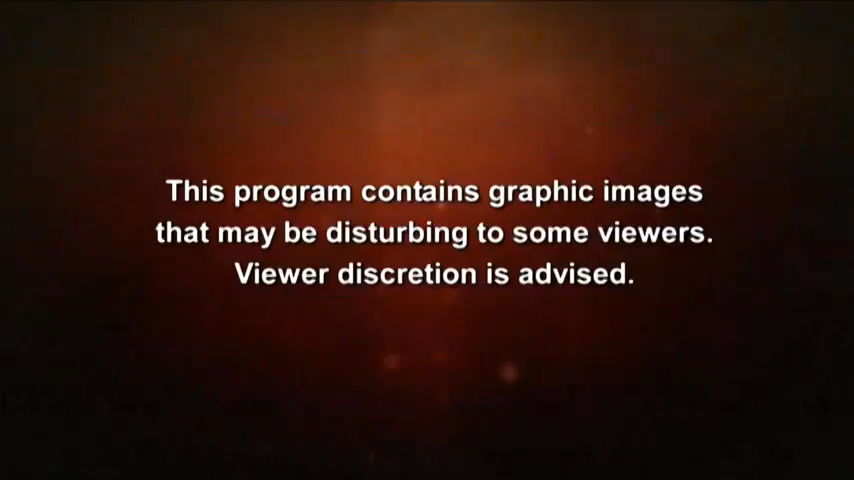 This program contains graphic images
that may be disturbing to some viewers.
Viewer discretion is advised.